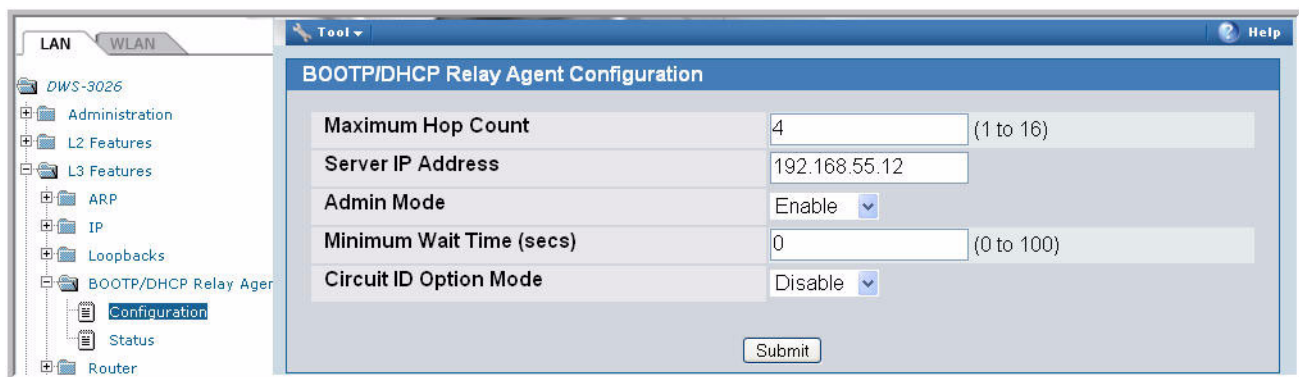 LAN WLAN
Tool Help
DWS-3026
Administration
L2 Features
L3 Features
ARP
IP
Loopbacks
BOOTP/DHCP Relay Ager
Configuration
Status
Router
BOOTP/DHCP Relay Agent Configuration
Maximum Hop Count 4 (1 to 16)
Server IP Address 192.168.55.12
Admin Mode Enable
Minimum Wait Time (secs) 0 (0 to 100)
Circuit ID Option Mode Disable
Submit